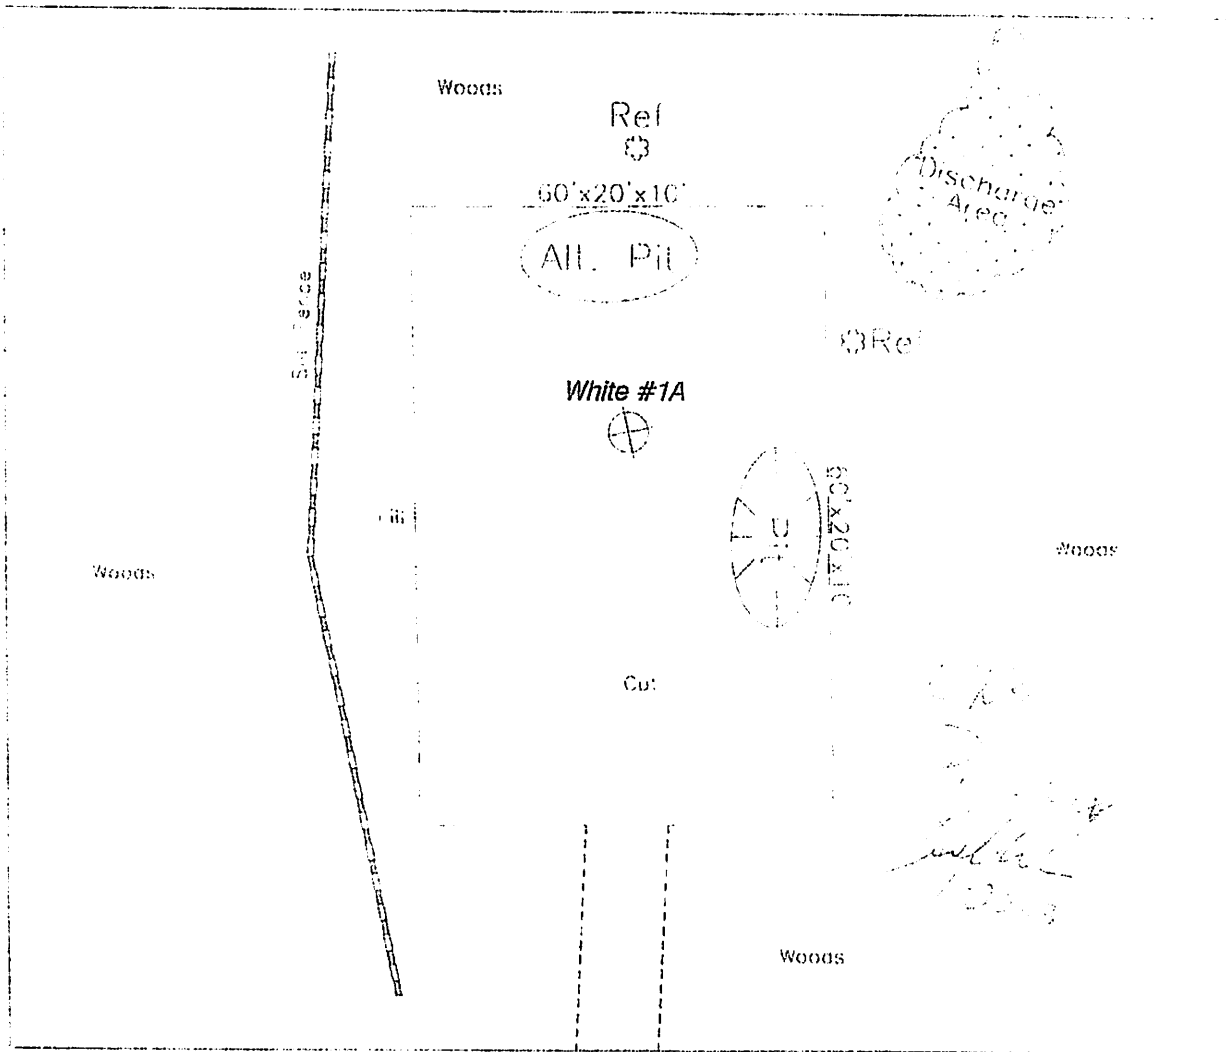 Woods
Ref
60'x20'x10'
Alt. Pit
Discharge
Area
Silt Fence
Ref
White #1A
Fill
Pit
60'x20'x10'
Woods
Woods
Cut
Woods